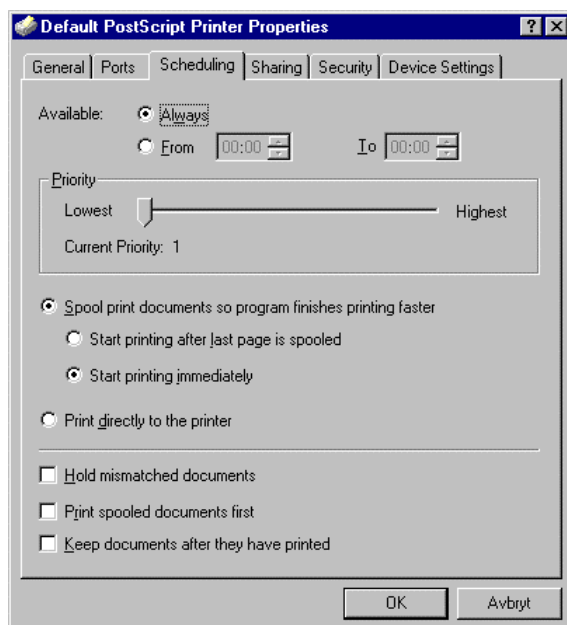 Default PostScript Printer Properties
General Ports Scheduling Sharing Security Device Settings
Available: Always
From 00:00 To 00:00
Priority
Lowest Highest
Current Priority: 1
Spool print documents so program finishes printing faster
Start printing after last page is spooled
Start printing immediately
Print directly to the printer
Hold mismatched documents
Print spooled documents first
Keep documents after they have printed
OK Avbryt